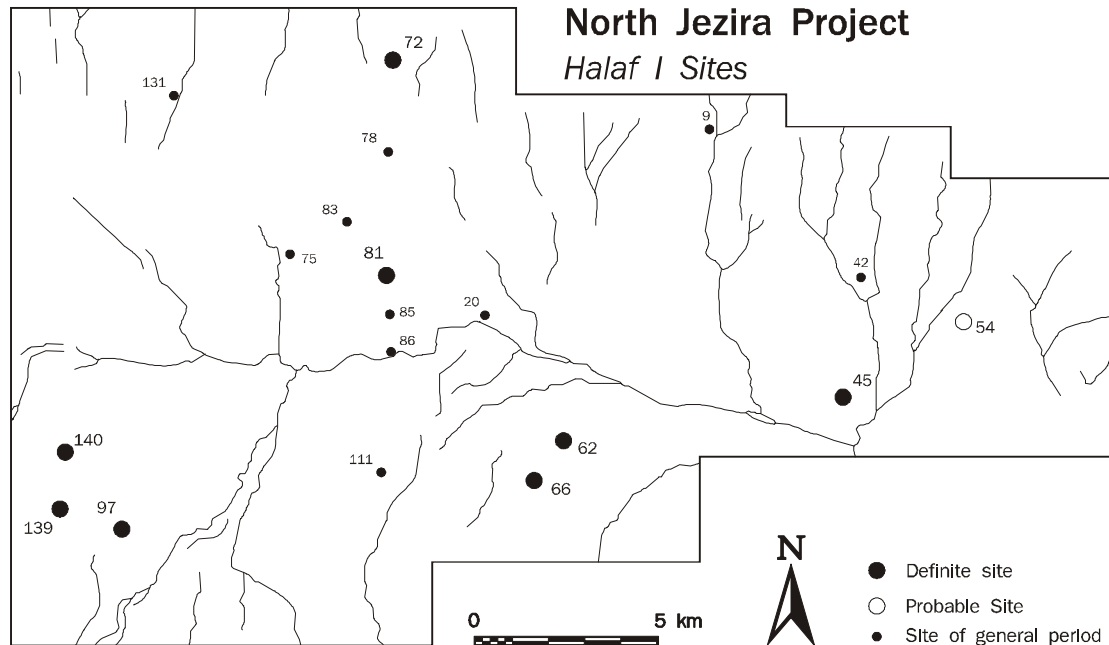 North Jezira Project
Halaf I Sites
72
131
9
78
83
81
75
42
85
20
54
86
45
140
62
111
66
97
139
N
Definite site
Probable Site
0 5 km
SIte of general period